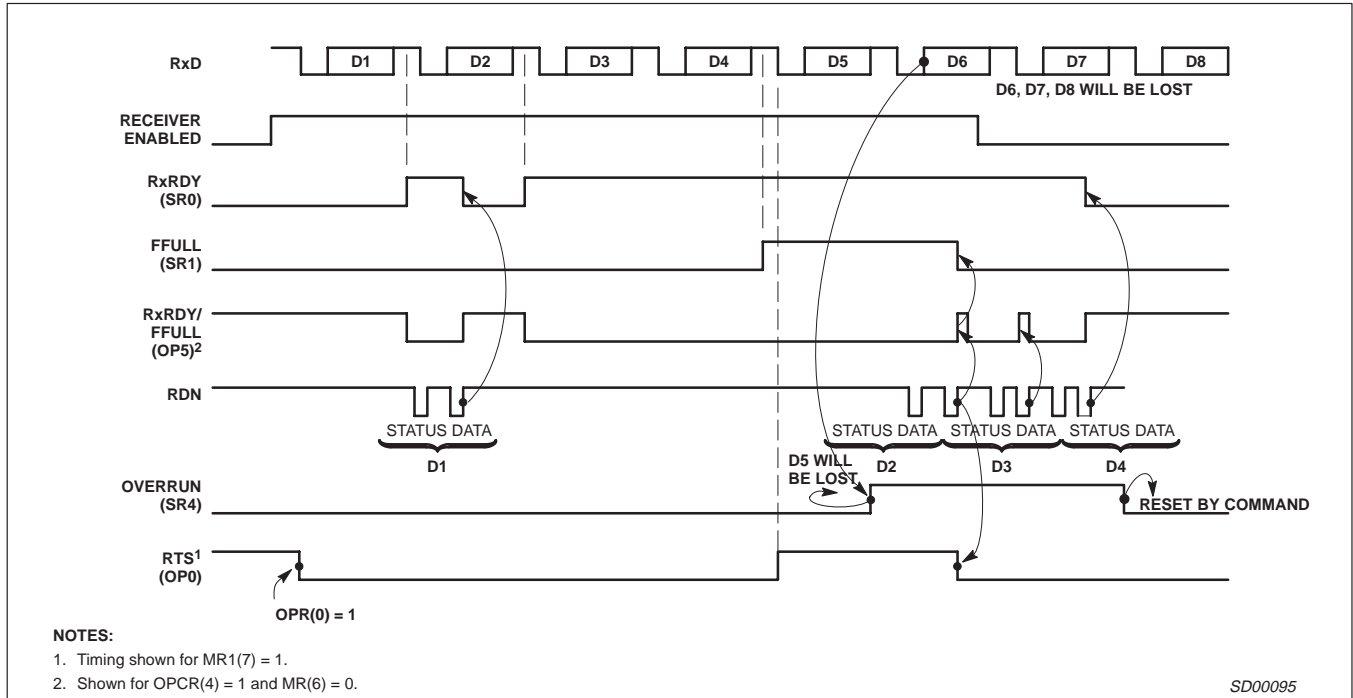 RxD
D1 D2 D3 D4 D5 D6 D7 D8
D6, D7, D8 WILL BE LOST
RECEIVER
ENABLED
RxRDY
(SR0)
FFULL
(SR1)
RxRDY/
FFULL
(OP5)2
RDN
STATUS DATA STATUS DATA STATUS DATA STATUS DATA
D1 D2 D3 D4
D5 WILL
BE LOST
OVERRUN
(SR4)
RESET BY COMMAND
RTS1
(OP0)
OPR(0) = 1
NOTES:
1. Timing shown for MR1(7) = 1.
2. Shown for OPCR(4) = 1 and MR(6) = 0.
SD00095